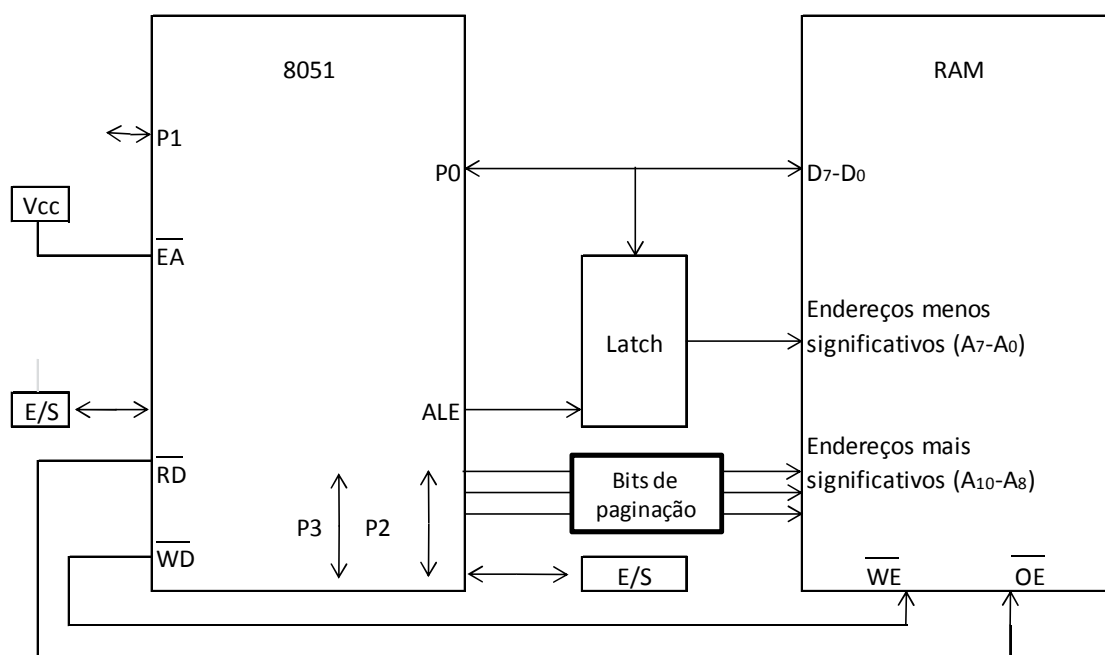 8051
RAM
P1
P0
D7-D0
Vcc
EA
Endereços menos
significativos (A7-A0)
Latch
E/S
ALE
Endereços mais
significativos (A10-A8)
RD
Bits de
paginação
P3
P2
WD
E/S
WE
OE